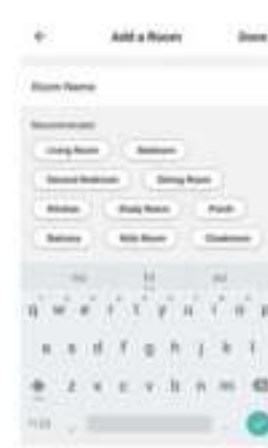 Add a Room Done
Room Name
Recommended
Living Room Bedroom
Second Bedroom Dining Room
Kitchen Study Room Porch
Balcony Kids Room Cloakroom
q w e r t y u i o p
a s d f g h j k l
z x c v b n m